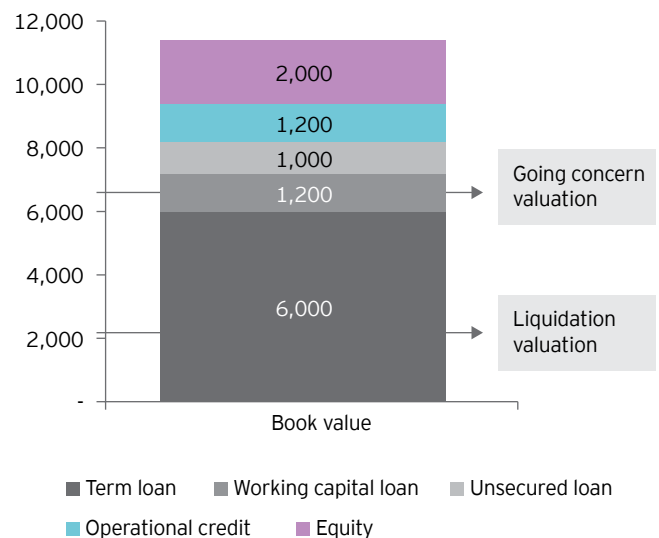 12,000
10,000
8,000
6,000
4,000
2,000
-
2,000
1,200
1,000
1,200
6,000
Going concern
valuation
Liquidation
valuation
Book value
Term loan
Working capital loan
Unsecured loan
Operational credit
Equity